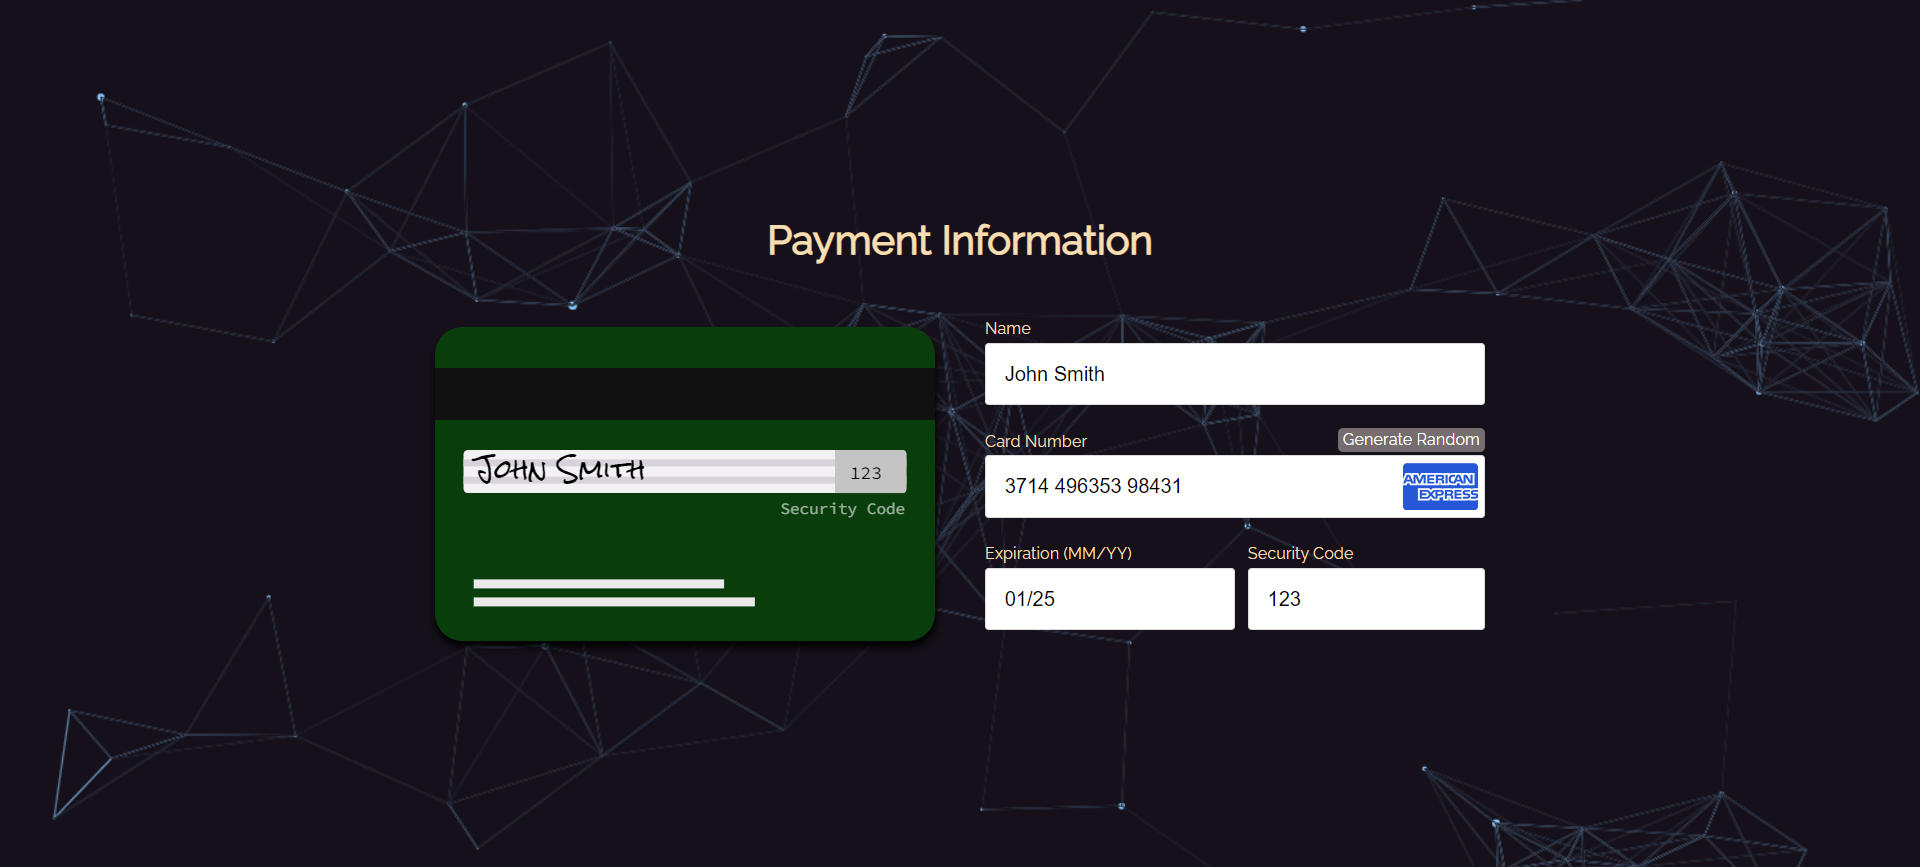 Payment Information
JOHN SMITH
123
Security Code
Name
John Smith
Card Number
Generate Random
3714 496353 98431
AMERICAN
EXPRESS
Expiration (MM/YY)
Security Code
01/25
123